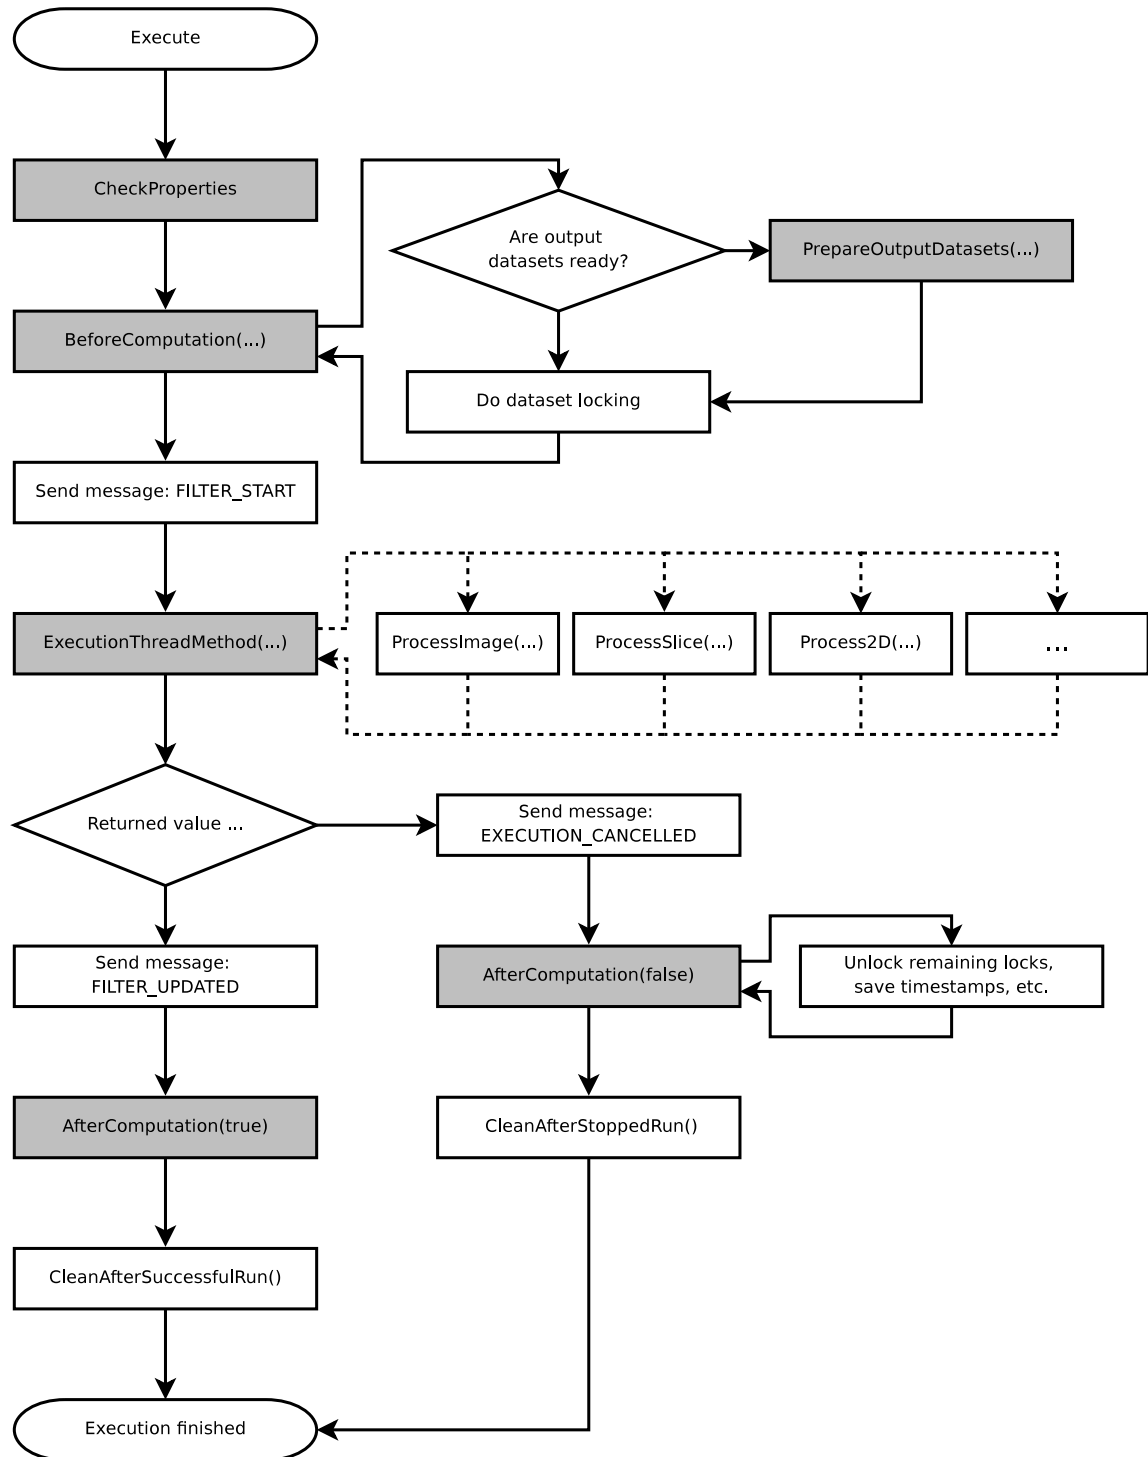 Execute
CheckProperties
Are output
datasets ready?
PrepareOutputDatasets(...)
BeforeComputation(...)
Do dataset locking
Send message: FILTER_START
ExecutionThreadMethod(...)
ProcessImage(...)
ProcessSlice(...)
Process2D(...)
...
Returned value ...
Send message:
EXECUTION_CANCELLED
Send message:
FILTER_UPDATED
AfterComputation(false)
Unlock remaining locks,
save timestamps, etc.
AfterComputation(true)
CleanAfterStoppedRun()
CleanAfterSuccessfulRun()
Execution finished